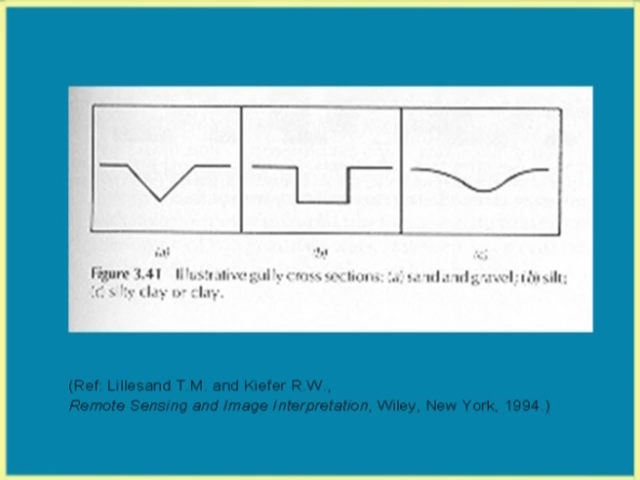 (a) (b) (c)
Figure 3.41 Illustrative gully cross sections: (a) sand and gravel; (b) silt;
(c) silty clay or clay.
(Ref: Lillesand T.M. and Kiefer R.W.,
Remote Sensing and Image Interpretation, Wiley, New York, 1994.)